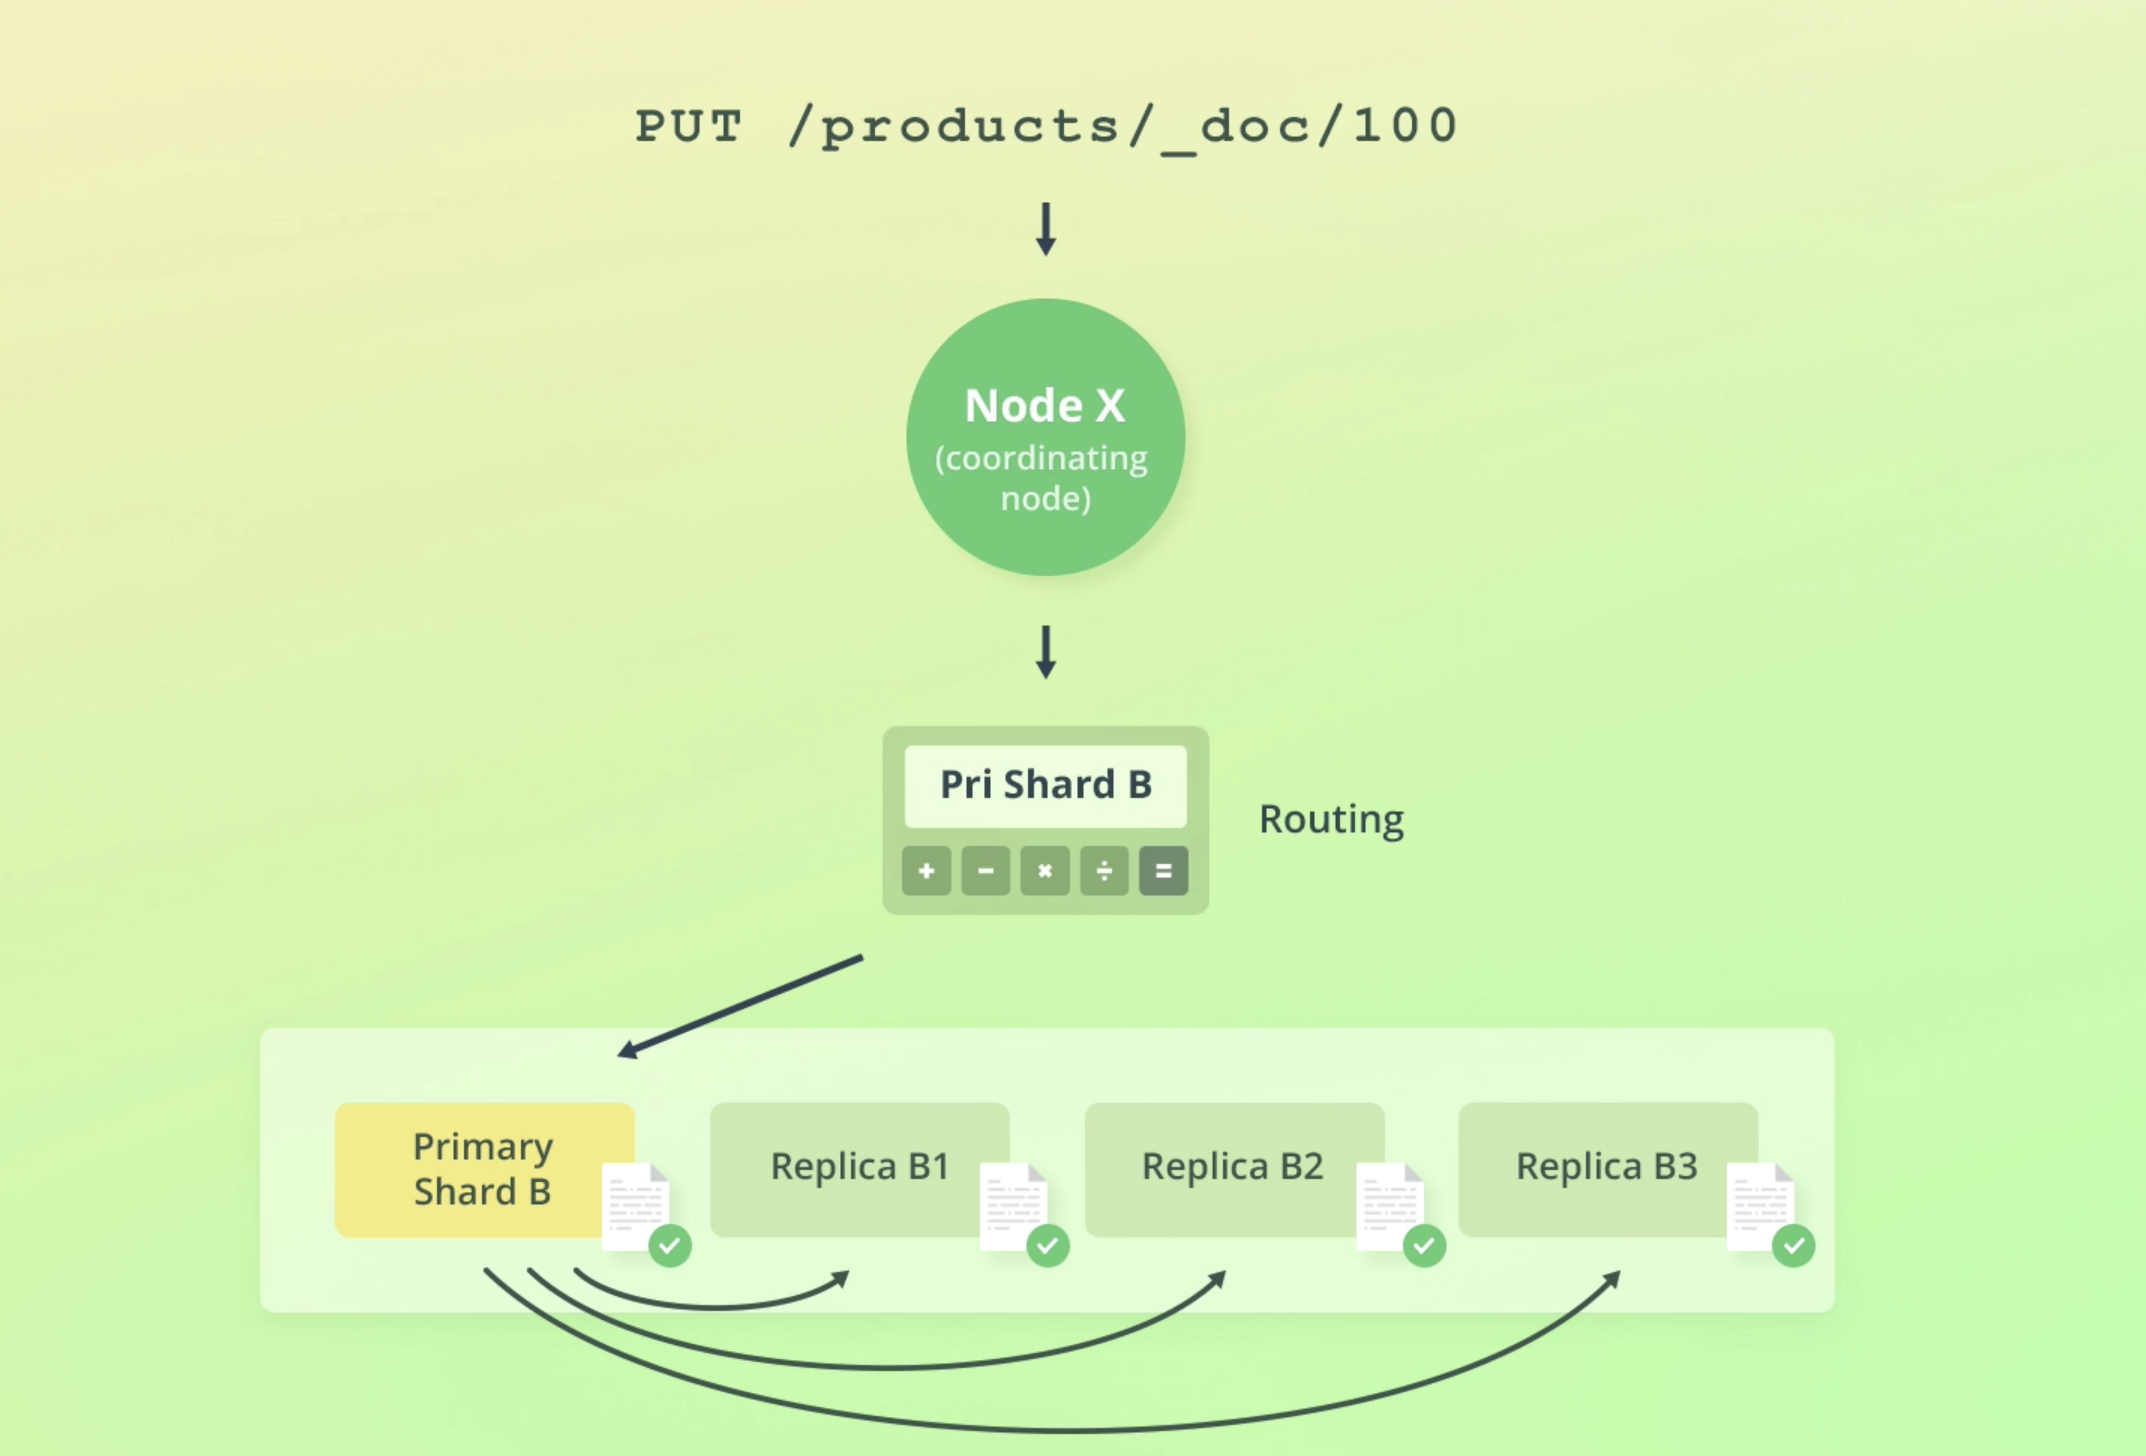 PUT /products/_doc/100
Node X
(coordinating
node)
Pri Shard B
Routing
+ − × ÷ =
Primary
Shard B
Replica B1
Replica B2
Replica B3